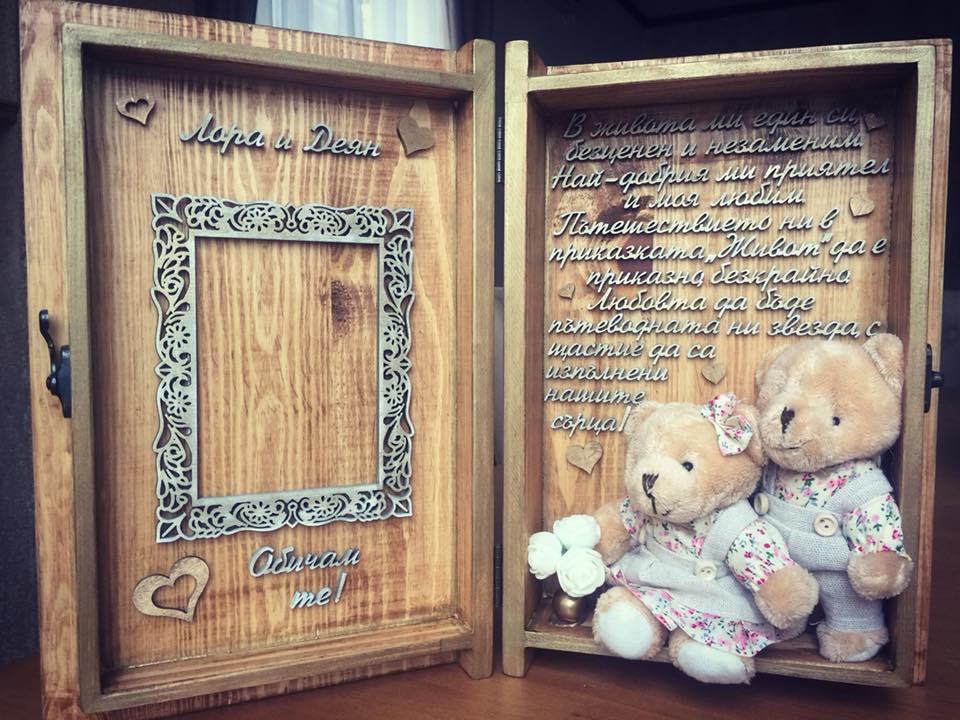 Лора и Деян
Обичам
те!
В живота ми един си,
безценен и незаменим.
Най-добрия ми приятел
и моя любим.
Пътешествието ни в
приказката „Живот“ да е
приказно, безкрайно.
Любовта да бъде
пътеводната ни звезда, с
щастие да са
изпълнени
нашите
сърца!